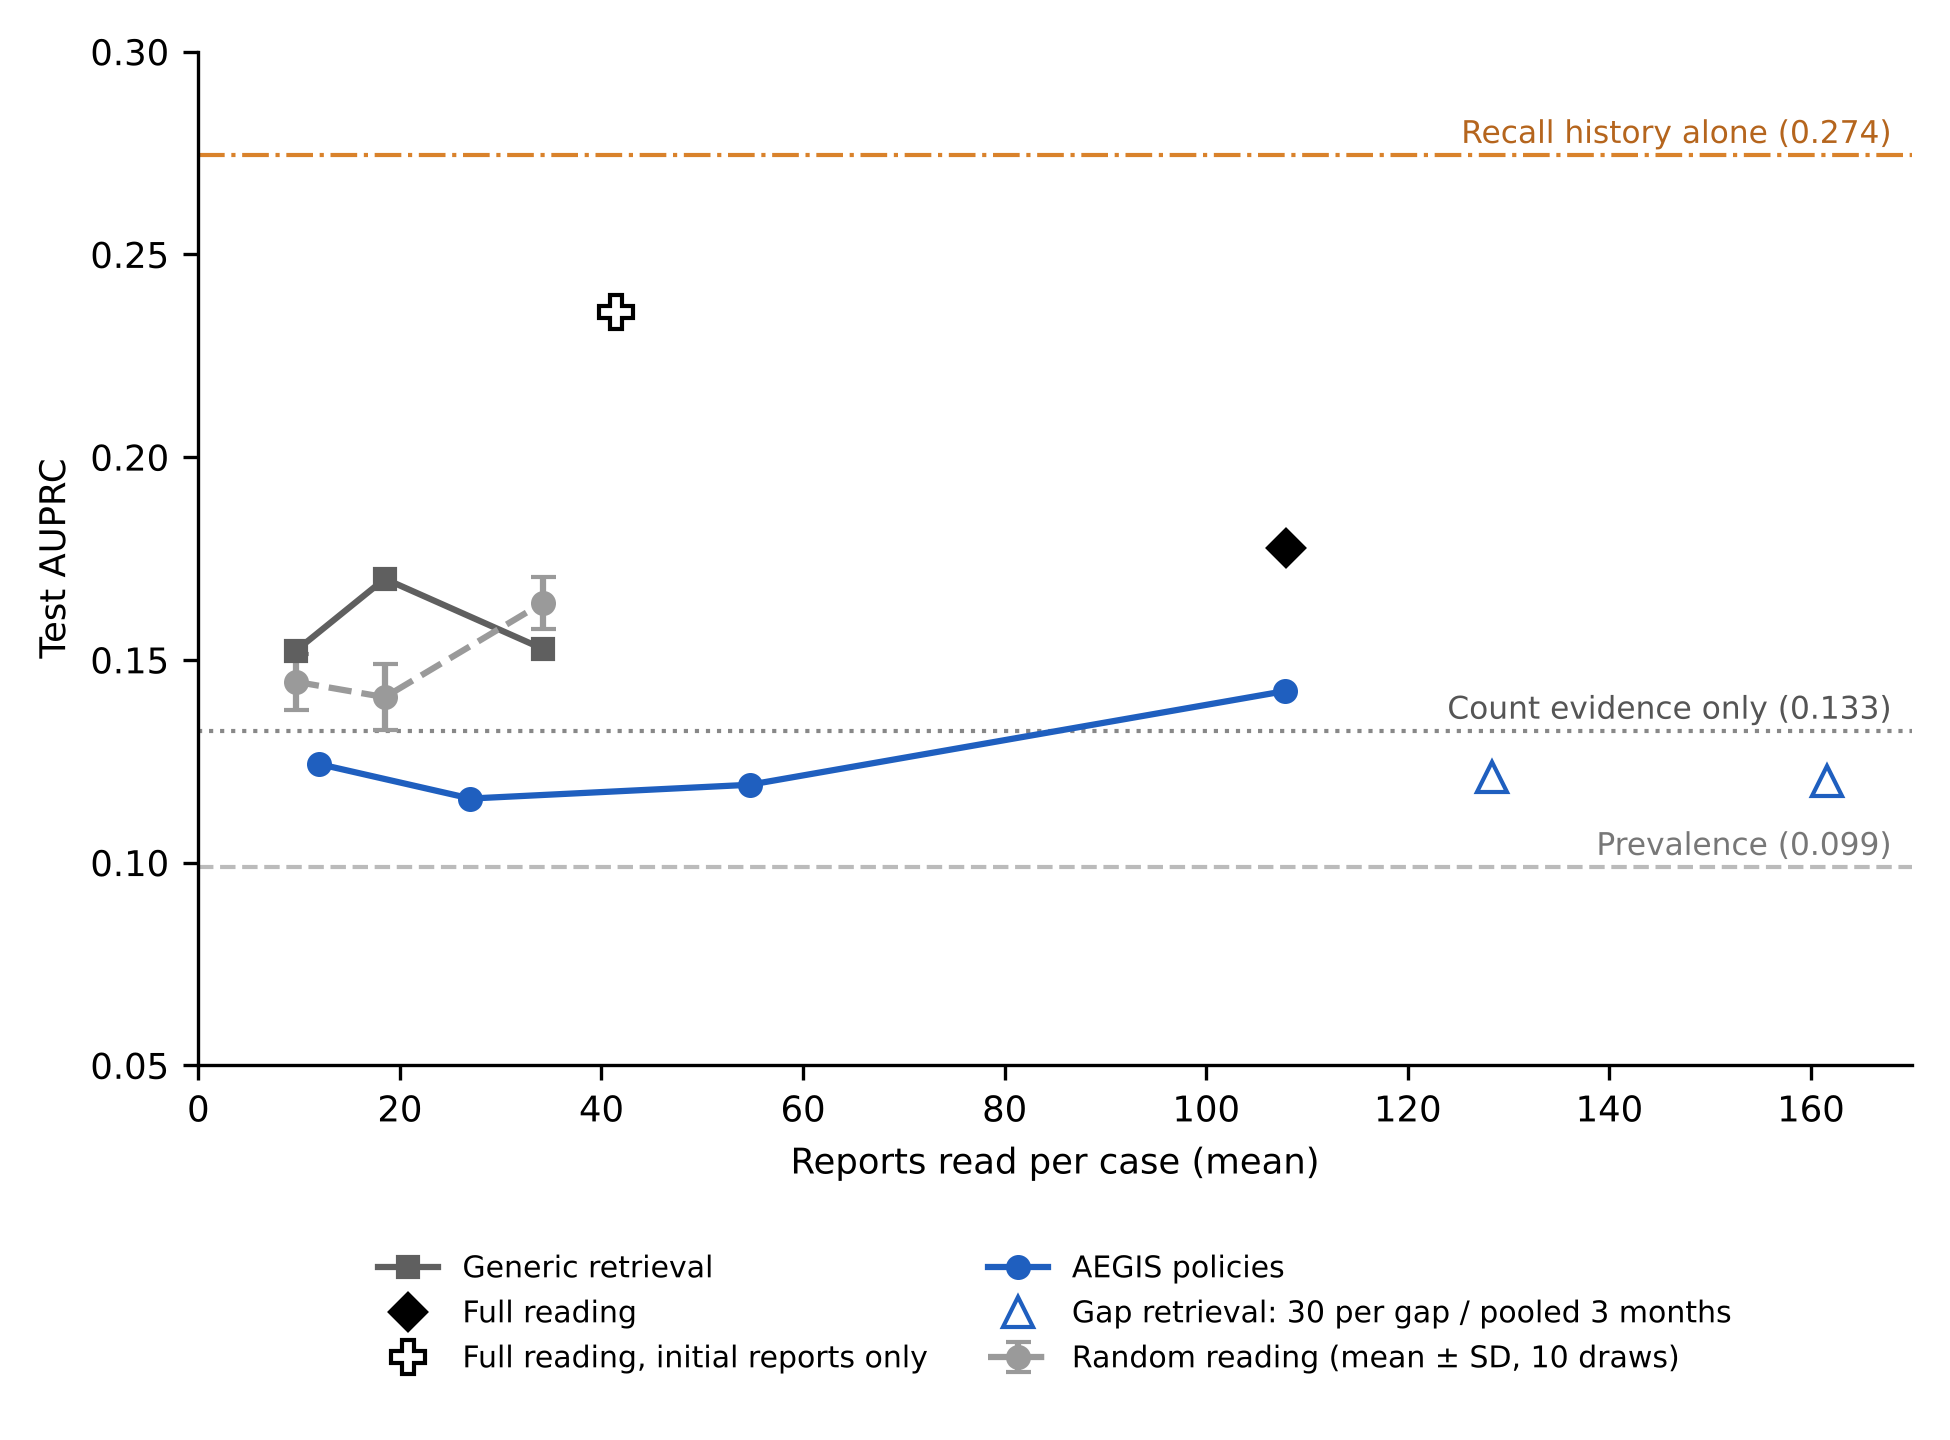 0.30
Recall history alone (0.274)
0.25
0.20
Test AUPRC
0.15
Count evidence only (0.133)
Prevalence (0.099)
0.10
0.05
0 20 40 60 80 100 120 140 160
Reports read per case (mean)
Generic retrieval
Full reading
Full reading, initial reports only
AEGIS policies
Gap retrieval: 30 per gap / pooled 3 months
Random reading (mean ± SD, 10 draws)